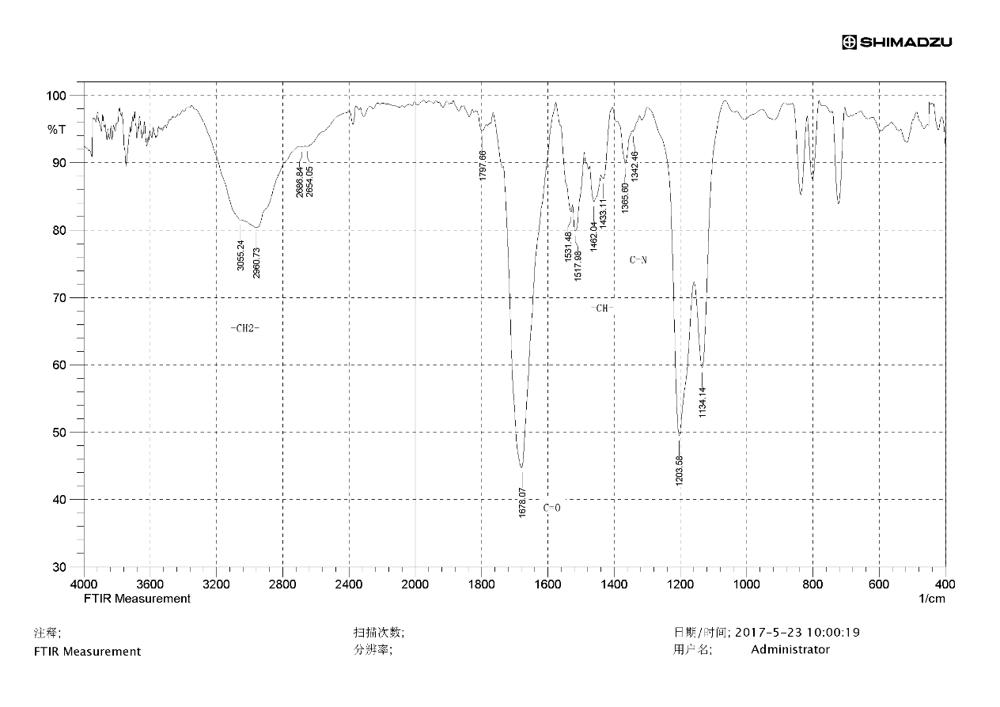 SHIMADZU
100
%T
90
80
70
60
50
40
30
3055.24
2960.73
2686.84
2654.05
1797.66
1678.07
1531.48
1517.98
1462.04
1433.11
1365.60
1342.46
1203.58
1134.14
C-N
-CH-
-CH2-
C=O
4000 3600 3200 2800 2400 2000 1800 1600 1400 1200 1000 800 600 400
FTIR Measurement 1/cm
注释; 扫描次数; 日期/时间; 2017-5-23 10:00:19
FTIR Measurement 分辨率; 用户名; Administrator